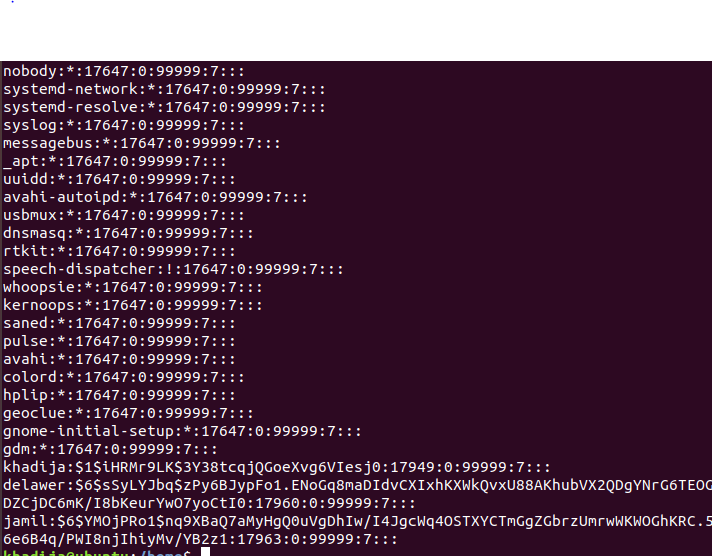 nobody:*:17647:0:99999:7:::
systemd-network:*:17647:0:99999:7:::
systemd-resolve:*:17647:0:99999:7:::
syslog:*:17647:0:99999:7:::
messagebus:*:17647:0:99999:7:::
_apt:*:17647:0:99999:7:::
uuidd:*:17647:0:99999:7:::
avahi-autoipd:*:17647:0:99999:7:::
usbmux:*:17647:0:99999:7:::
dnsmasq:*:17647:0:99999:7:::
rtkit:*:17647:0:99999:7:::
speech-dispatcher:!:17647:0:99999:7:::
whoopsie:*:17647:0:99999:7:::
kernoops:*:17647:0:99999:7:::
saned:*:17647:0:99999:7:::
pulse:*:17647:0:99999:7:::
avahi:*:17647:0:99999:7:::
colord:*:17647:0:99999:7:::
hplip:*:17647:0:99999:7:::
geoclue:*:17647:0:99999:7:::
gnome-initial-setup:*:17647:0:99999:7:::
gdm:*:17647:0:99999:7:::
khadija:$1$iHRMr9LK$3Y38tcqjQGoeXvg6VIesj0:17949:0:99999:7:::
delawer:$6$sSyLYJbq$zPy6BJypFo1.ENoGq8maDIdvCXIxhKXWkQvxU88AKhubVX2QDgYNrG6TEOG
DZCjDC6mK/I8bKeurYwO7yoCtI0:17960:0:99999:7:::
jamil:$6$YMOjPRo1$nq9XBaQ7aMyHgQ0uVgDhIw/I4JgcWq4OSTXYCTmGgZGbrzUmrwWKWOGhKRC.5
6e6B4q/PWI8njIhiyMv/YB2z1:17963:0:99999:7:::
khadija@ubuntu:/home$